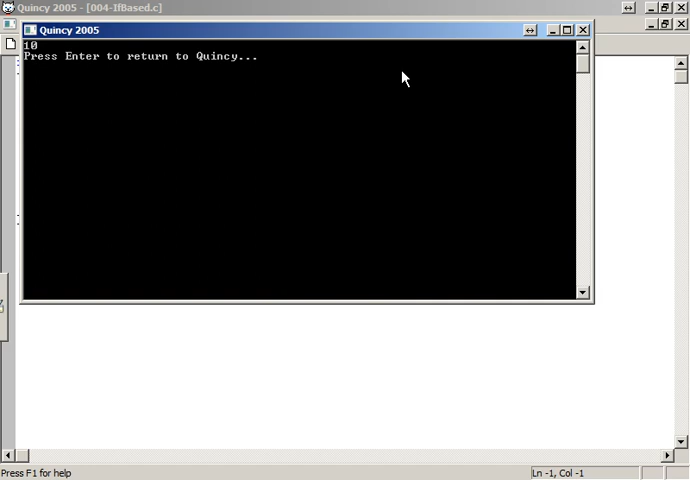 Quincy 2005 - [004-IfBased.c]
Quincy 2005
10
Press Enter to return to Quincy...
Press F1 for help
Ln -1, Col -1